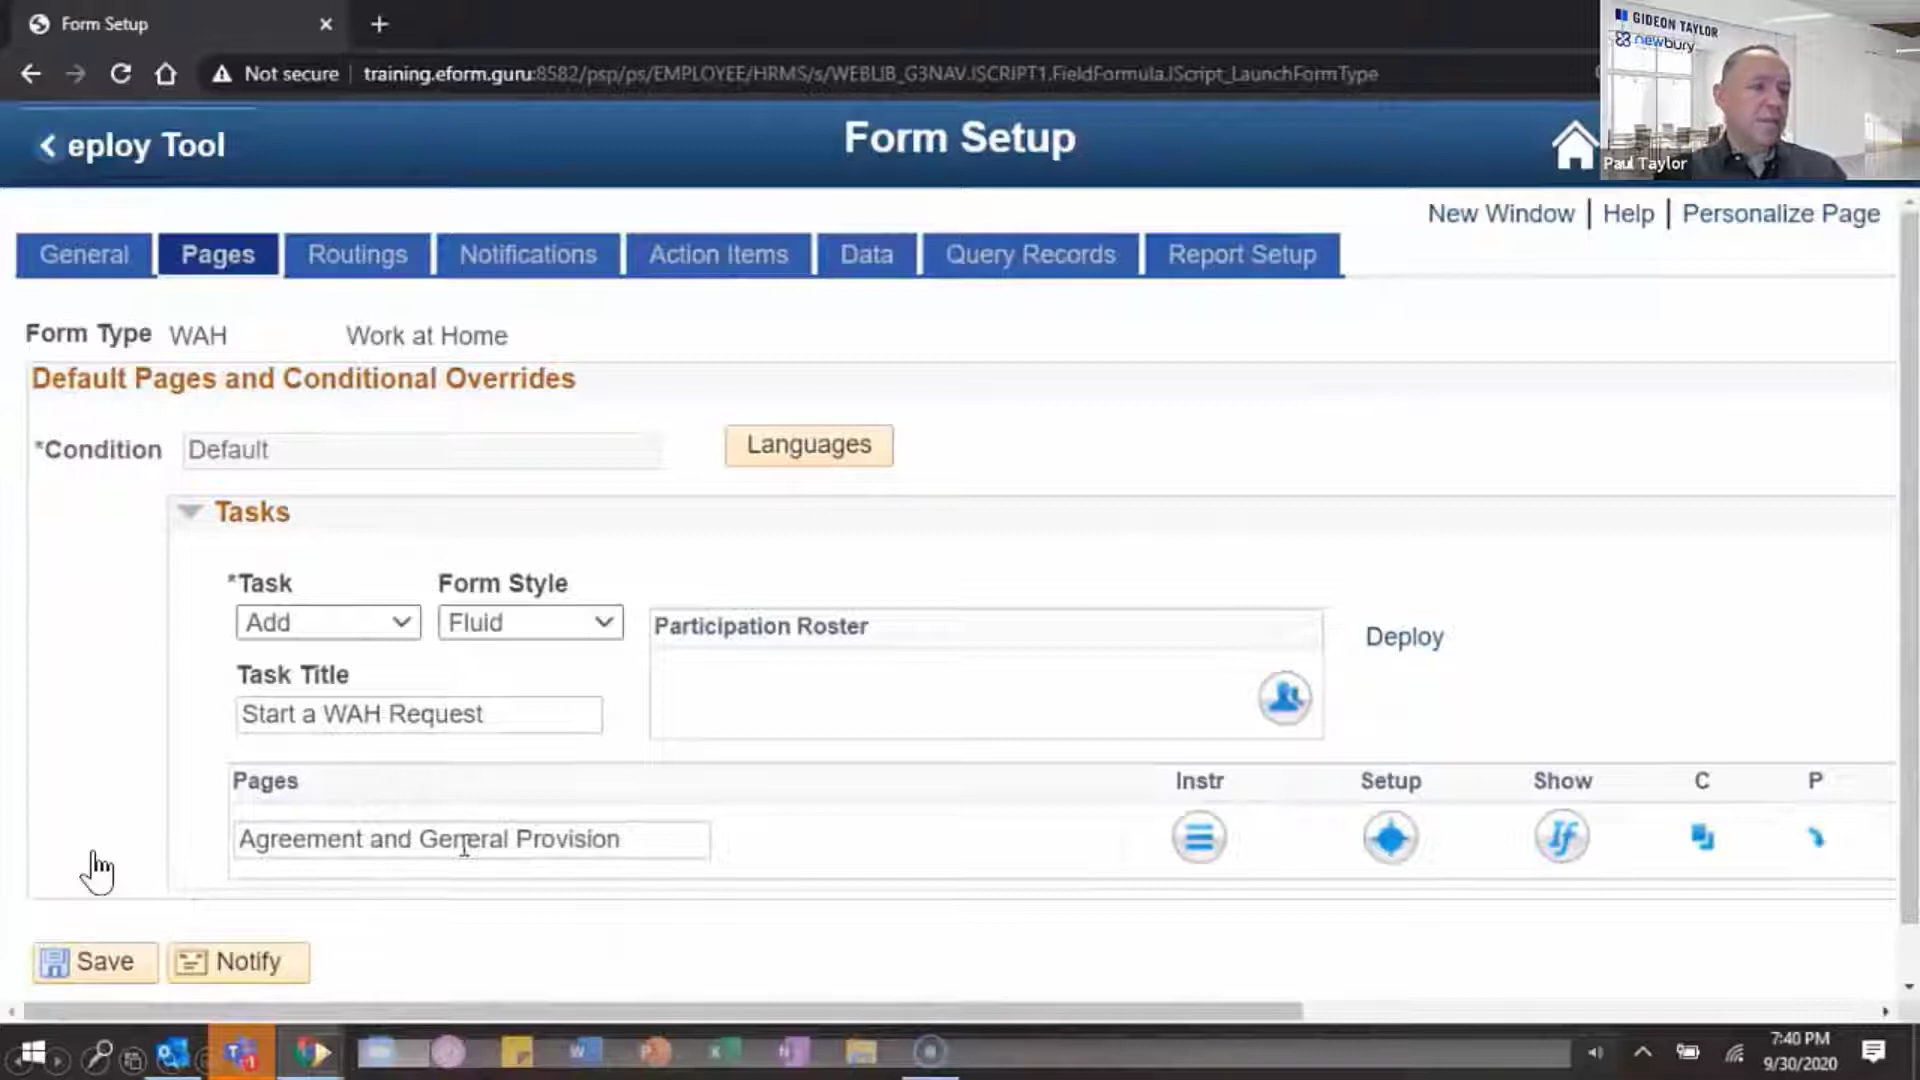 Form Setup
Not secure | training.eform.guru:8582/psp/ps/EMPLOYEE/HRMS/s/WEBLIB_G3NAV.ISCRIPT1.FieldFormula.IScript_LaunchFormType
GIDEON TAYLOR
newbury
Paul Taylor
eploy Tool
Form Setup
New Window | Help | Personalize Page
General Pages Routings Notifications Action Items Data Query Records Report Setup
Form Type WAH Work at Home
Default Pages and Conditional Overrides
*Condition Default Languages
Tasks
*Task Form Style
Add Fluid Participation Roster Deploy
Task Title
Start a WAH Request
Pages Instr Setup Show C P
Agreement and General Provision If
Save Notify
7:40 PM
9/30/2020